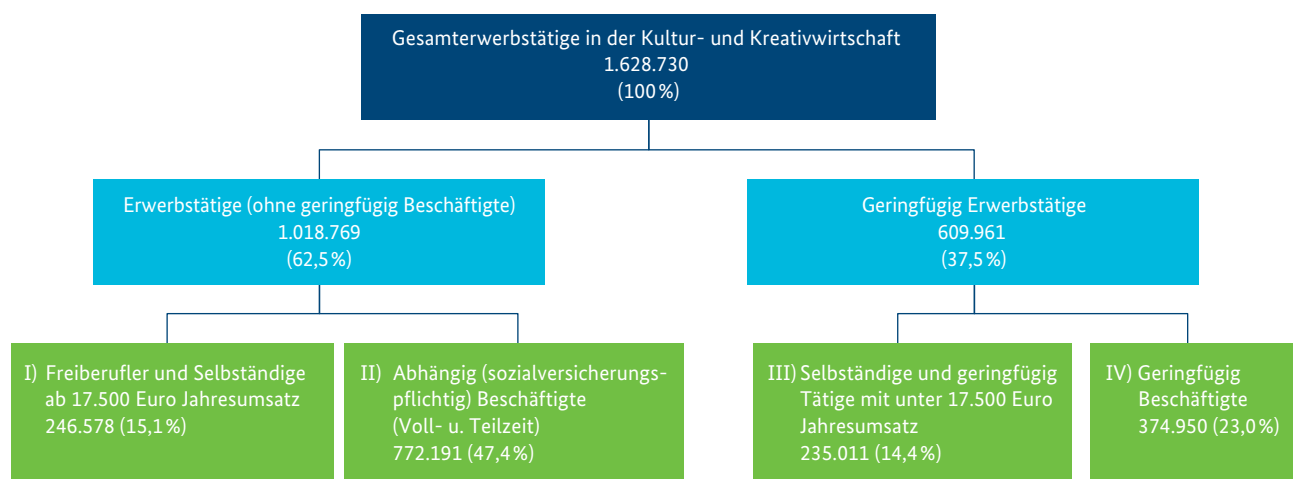 Gesamterwerbstätige in der Kultur- und Kreativwirtschaft
1.628.730
(100 %)
Erwerbstätige (ohne geringfügig Beschäftigte)
1.018.769
(62,5 %)
Geringfügig Erwerbstätige
609.961
(37,5 %)
I) Freiberufler und Selbständige
ab 17.500 Euro Jahresumsatz
246.578 (15,1 %)
II) Abhängig (sozialversicherungs-
pflichtig) Beschäftigte
(Voll- u. Teilzeit)
772.191 (47,4 %)
III) Selbständige und geringfügig
Tätige mit unter 17.500 Euro
Jahresumsatz
235.011 (14,4 %)
IV) Geringfügig
Beschäftigte
374.950 (23,0 %)